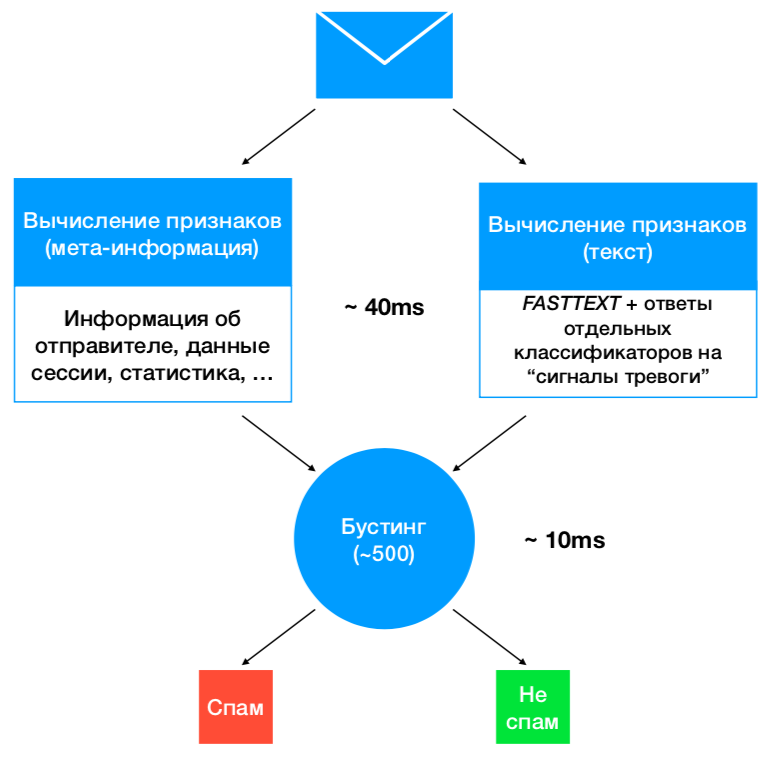 Вычисление признаков
(мета-информация)
Информация об
отправителе, данные
сессии, статистика, …
~ 40ms
Вычисление признаков
(текст)
FASTTEXT + ответы
отдельных
классификаторов на
“сигналы тревоги”
Бустинг
(~500)
~ 10ms
Спам
Не
спам